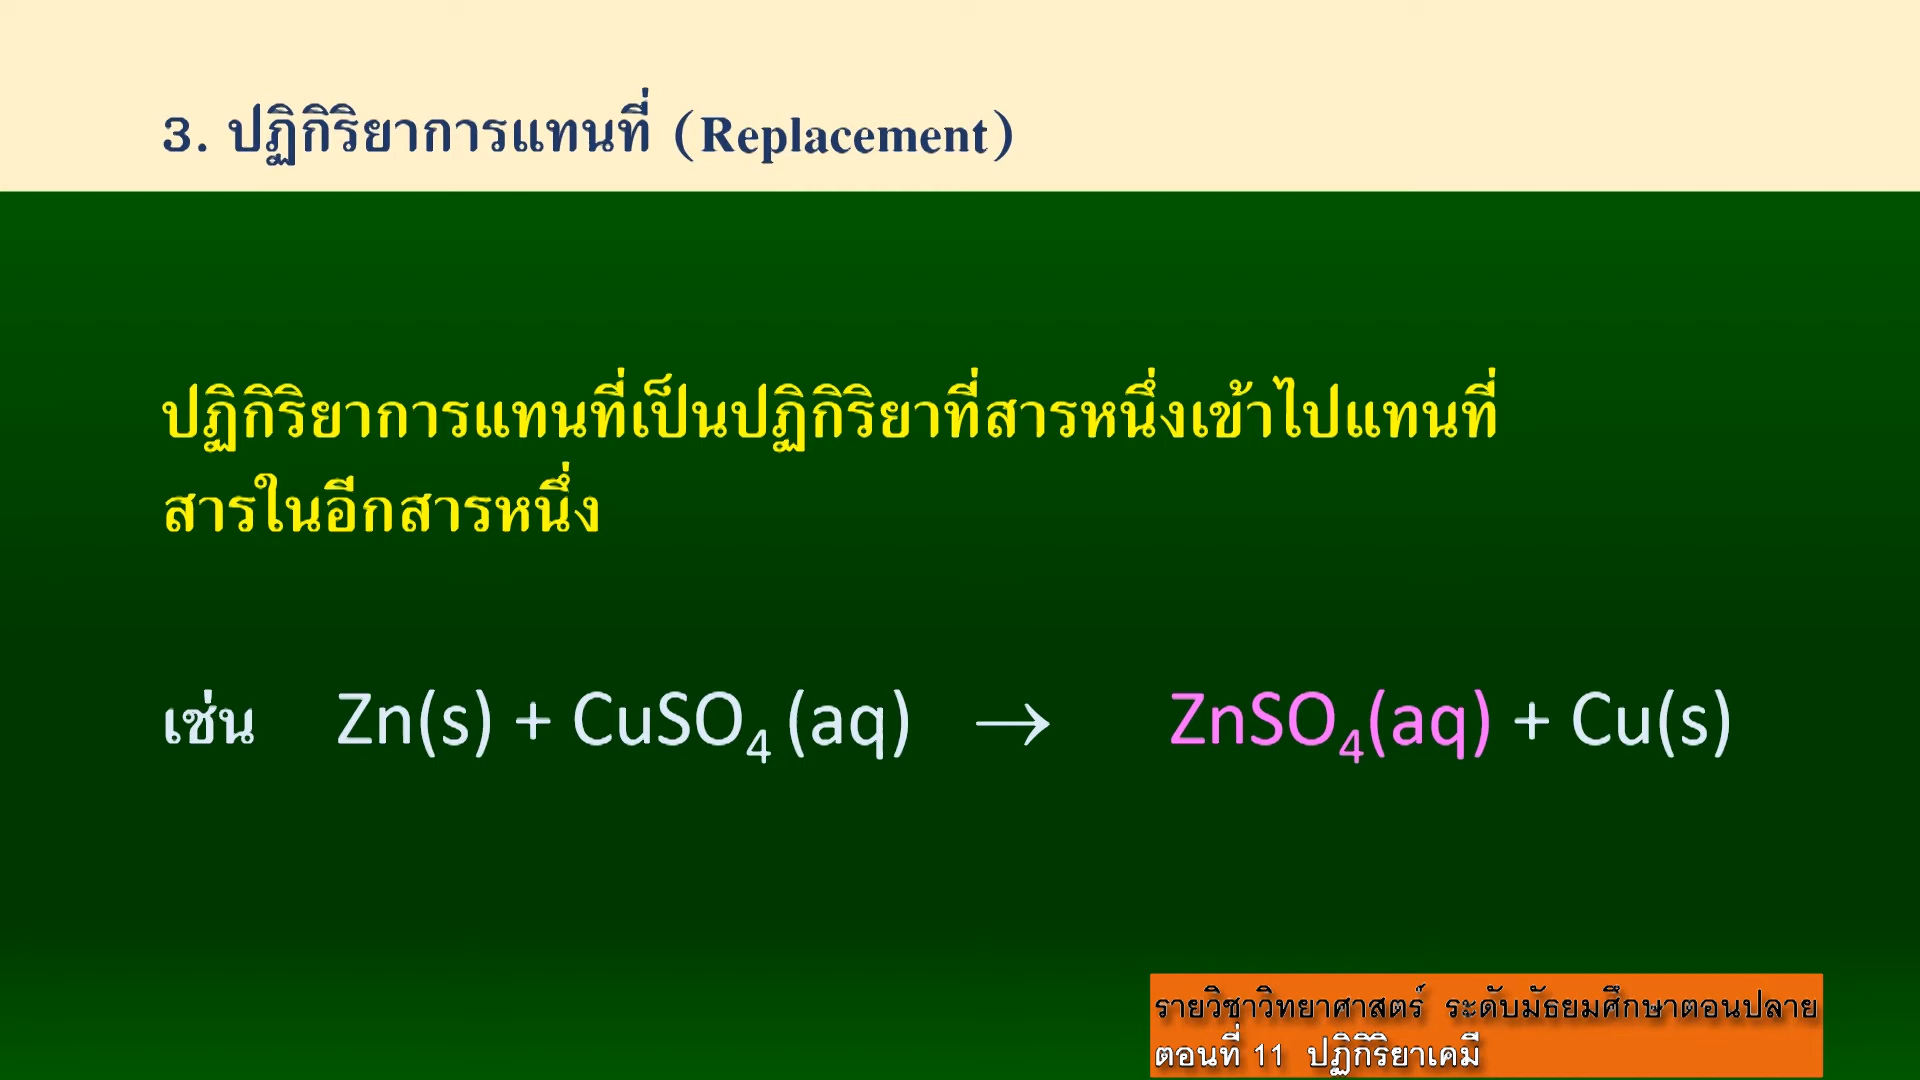 3. ปฏิกิริยาการแทนที่ (Replacement)
ปฏิกิริยาการแทนที่เป็นปฏิกิริยาที่สารหนึ่งเข้าไปแทนที่
สารในอีกสารหนึ่ง
เช่น Zn(s) + CuSO₄ (aq) → ZnSO₄(aq) + Cu(s)
รายวิชาวิทยาศาสตร์ ระดับมัธยมศึกษาตอนปลาย
ตอนที่ 11 ปฏิกิริยาเคมี